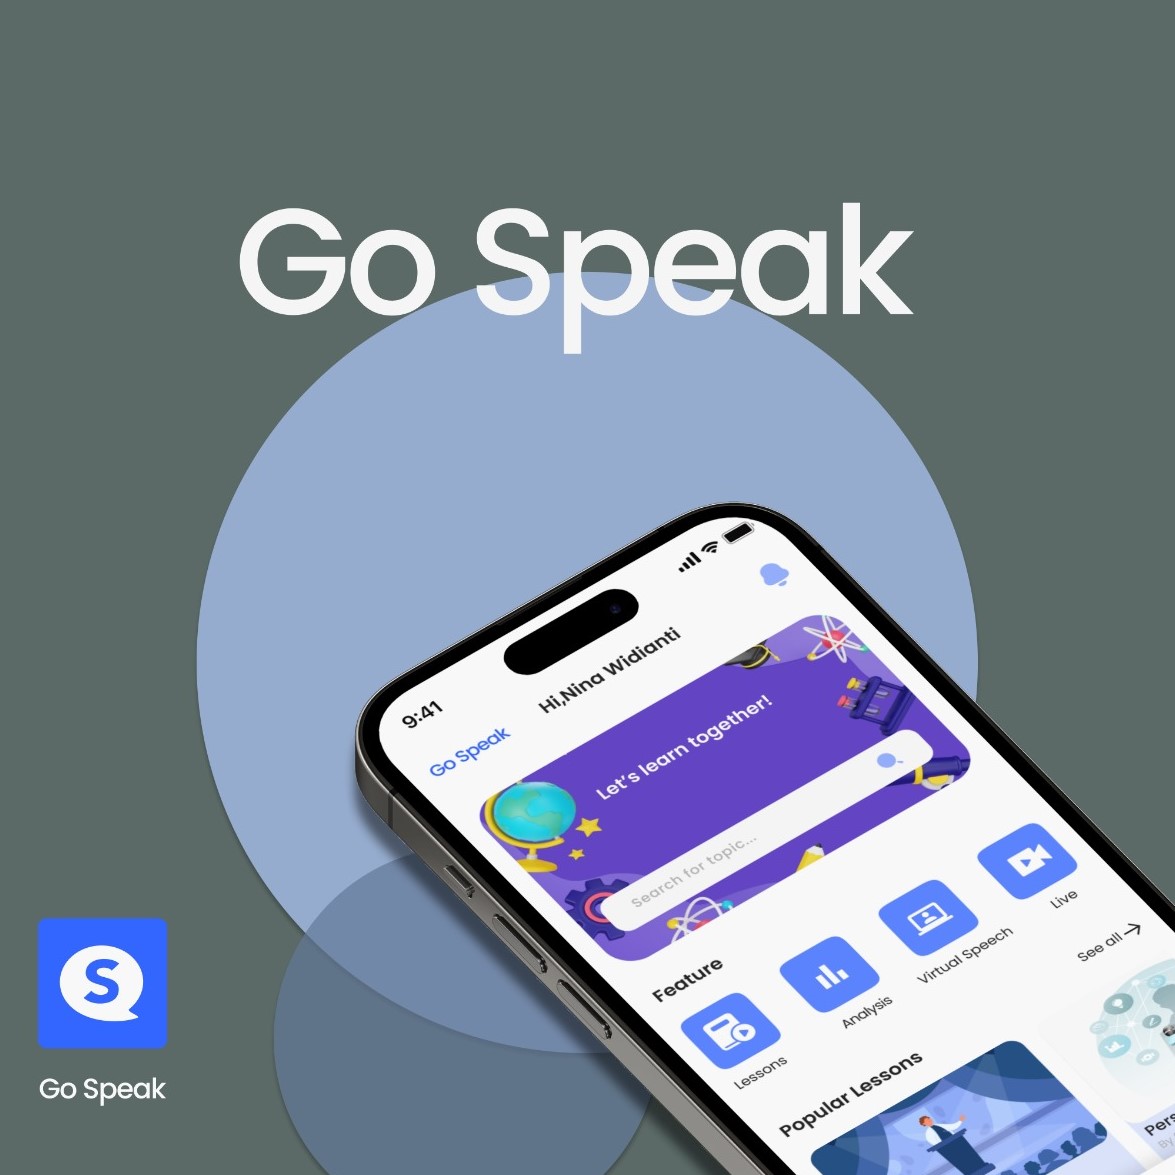 Go Speak
9:41
Go Speak
Hi,Nina Widianti
Let's learn together!
Search for topic...
Feature
Lessons
Analysis
Virtual Speech
Live
Popular Lessons
See all
S
Go Speak